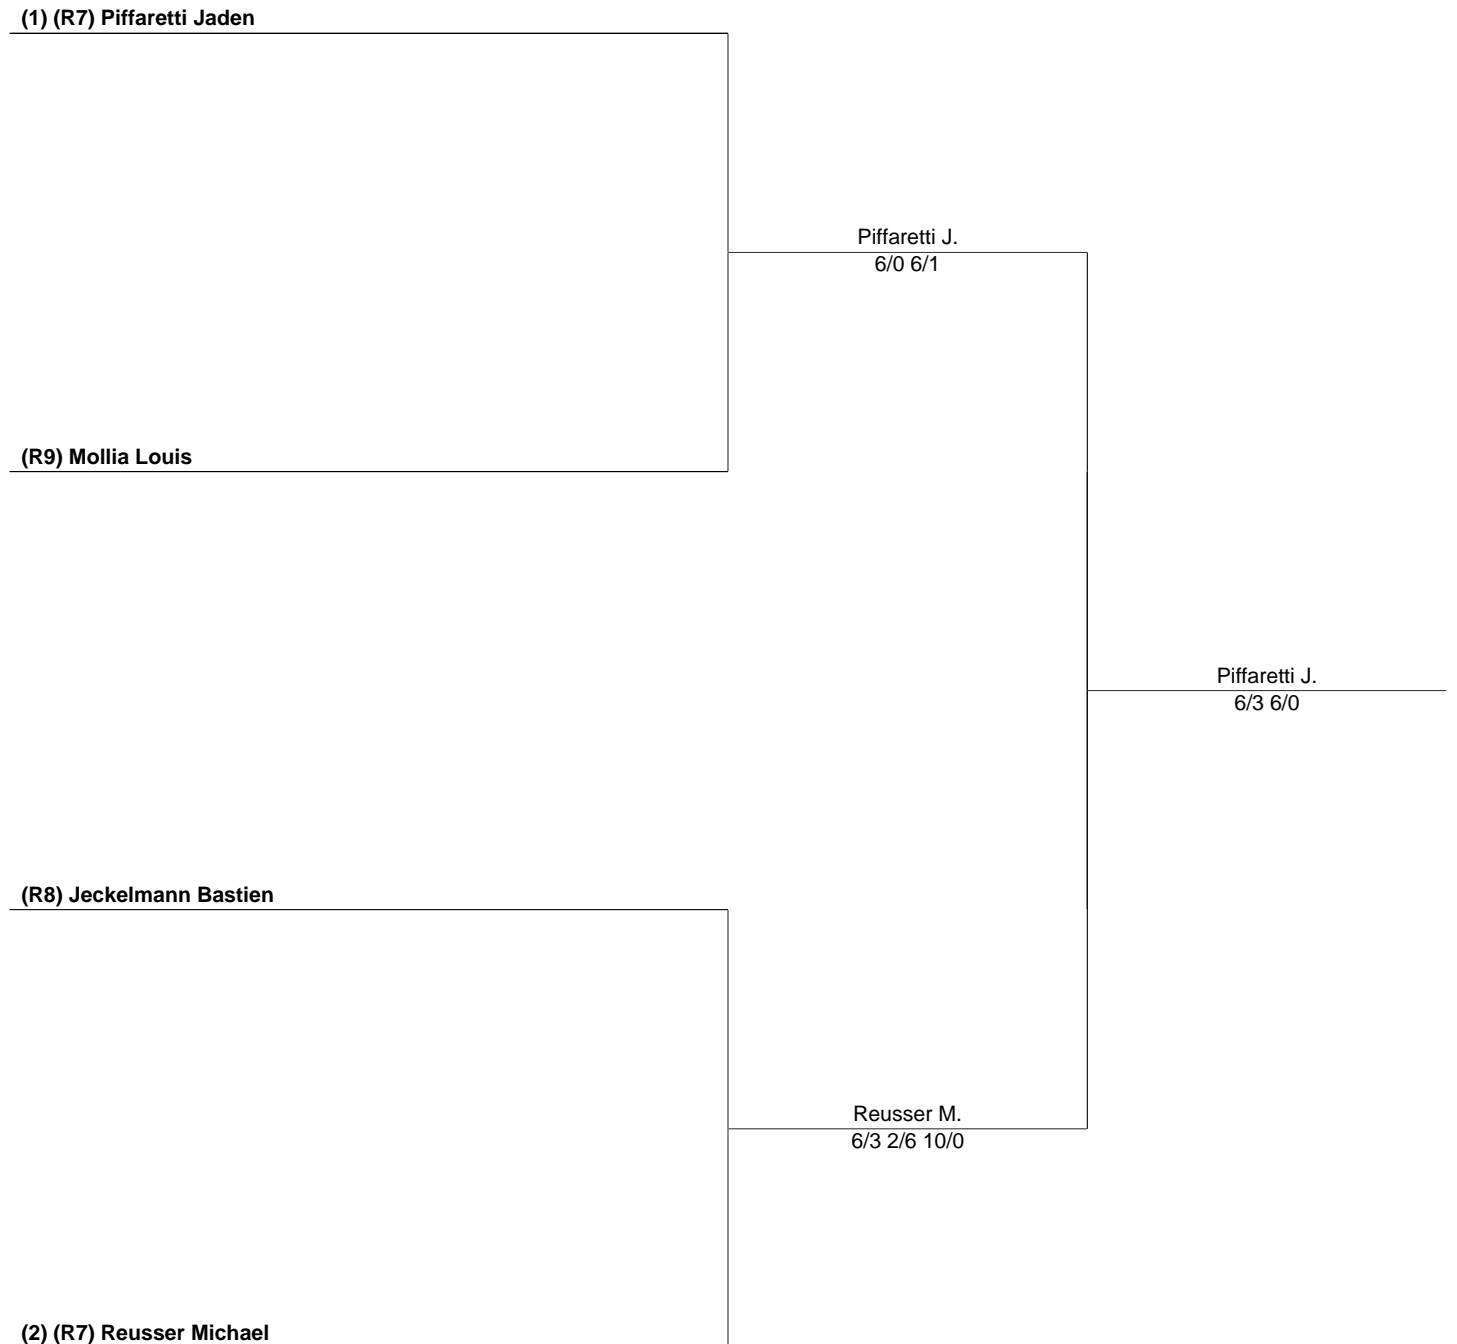 (1) (R7) Piffaretti Jaden
Piffaretti J.
6/0 6/1
(R9) Mollia Louis
Piffaretti J.
6/3 6/0
(R8) Jeckelmann Bastien
Reusser M.
6/3 2/6 10/0
(2) (R7) Reusser Michael